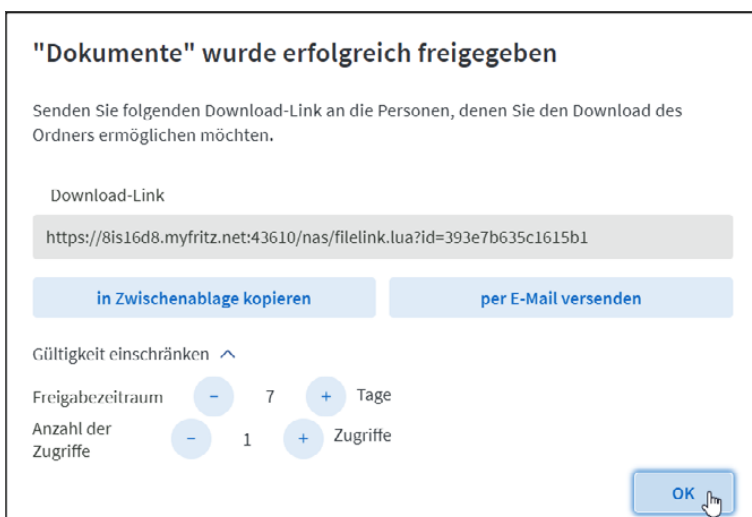 "Dokumente" wurde erfolgreich freigegeben
Senden Sie folgenden Download-Link an die Personen, denen Sie den Download des
Ordners ermöglichen möchten.
Download-Link
https://8is16d8.myfritz.net:43610/nas/filelink.lua?id=393e7b635c1615b1
in Zwischenablage kopieren
per E-Mail versenden
Gültigkeit einschränken
Freigabezeitraum - 7 + Tage
Anzahl der
Zugriffe - 1 + Zugriffe
OK